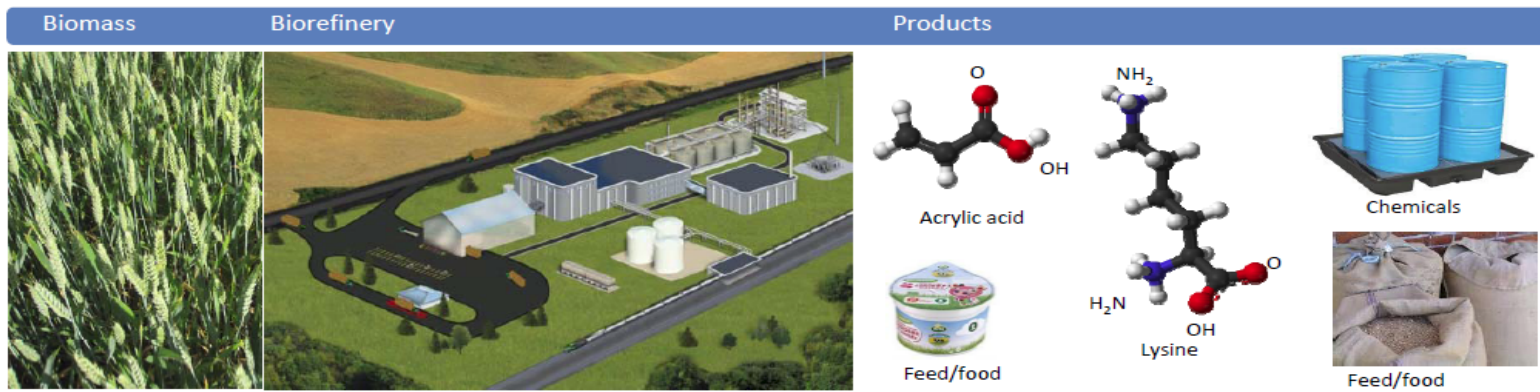 Biomass
Biorefinery
Products
O
OH
Acrylic acid
NH₂
H₂N
O
OH
Lysine
Chemicals
Feed/food
Feed/food